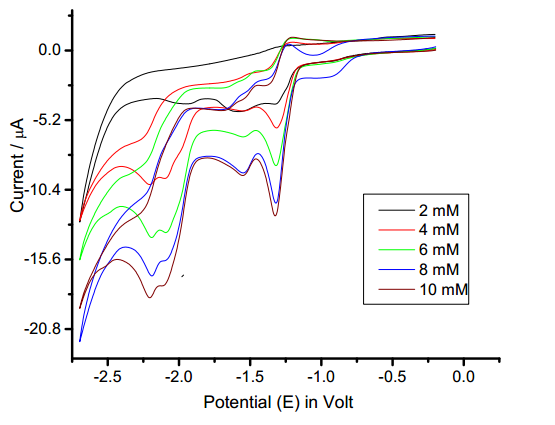 0.0
-5.2
-10.4
-15.6
-20.8
Current / μA
2 mM
4 mM
6 mM
8 mM
10 mM
-2.5 -2.0 -1.5 -1.0 -0.5 0.0
Potential (E) in Volt